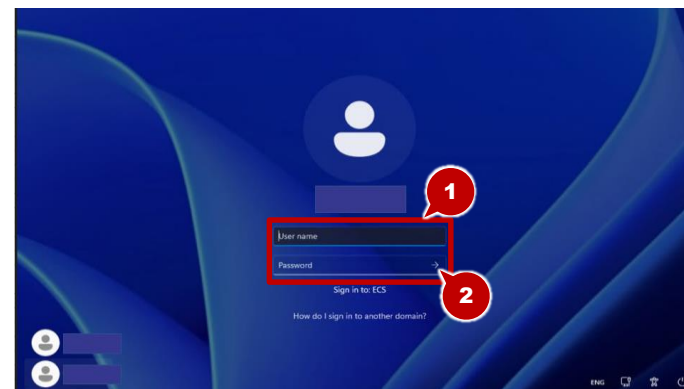 1
User name
Password
2
Sign in to: ECS
How do I sign in to another domain?
ENG